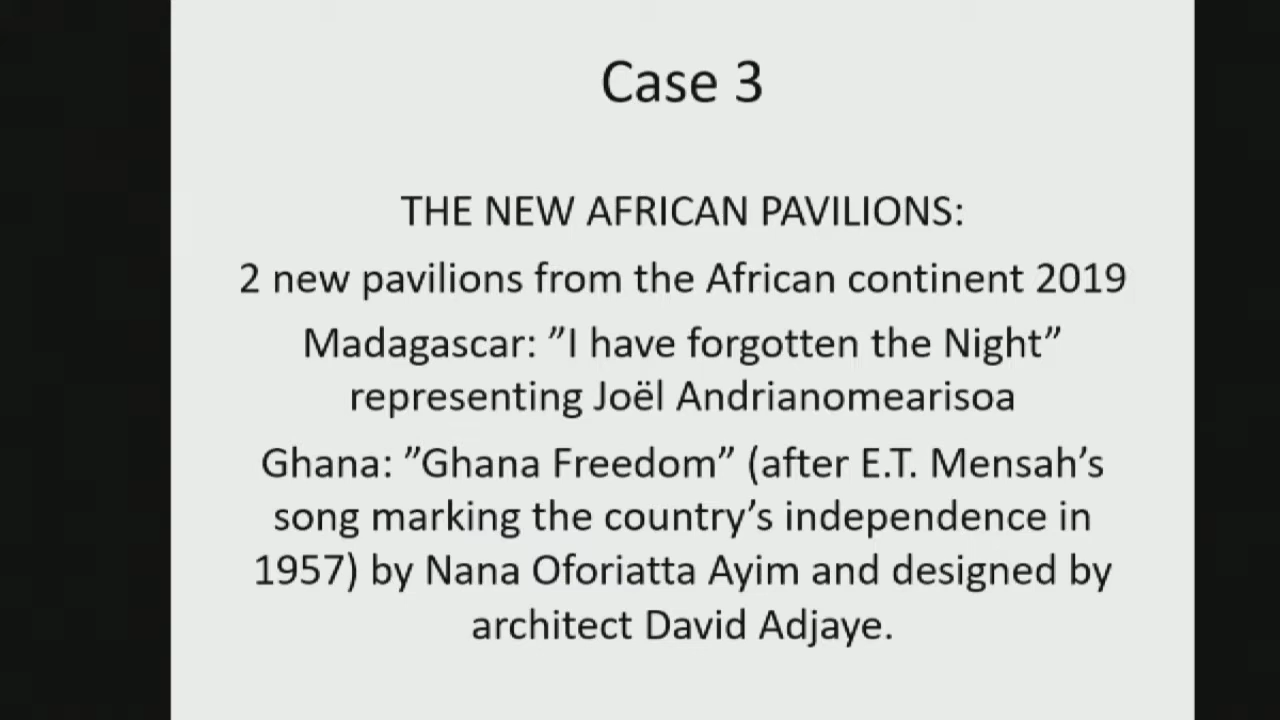 Case 3
THE NEW AFRICAN PAVILIONS:
2 new pavilions from the African continent 2019
Madagascar: ”I have forgotten the Night”
representing Joël Andrianomearisoa
Ghana: ”Ghana Freedom” (after E.T. Mensah’s
song marking the country’s independence in
1957) by Nana Oforiatta Ayim and designed by
architect David Adjaye.